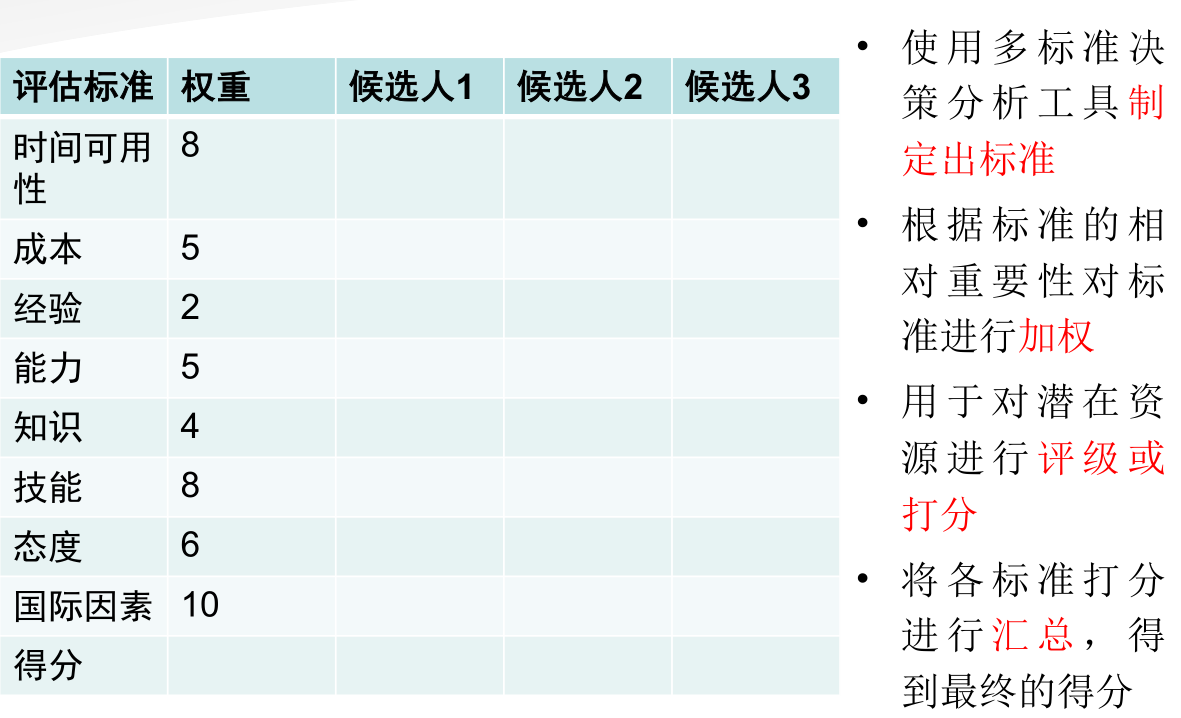 评估标准 权重 候选人1 候选人2 候选人3
时间可用 8
性
成本 5
经验 2
能力 5
知识 4
技能 8
态度 6
国际因素 10
得分
• 使用多标准决
策分析工具制
定出标准
• 根据标准的相
对重要性对标
准进行加权
• 用于对潜在资
源进行评级或
打分
• 将各标准打分
进行汇总，得
到最终的得分